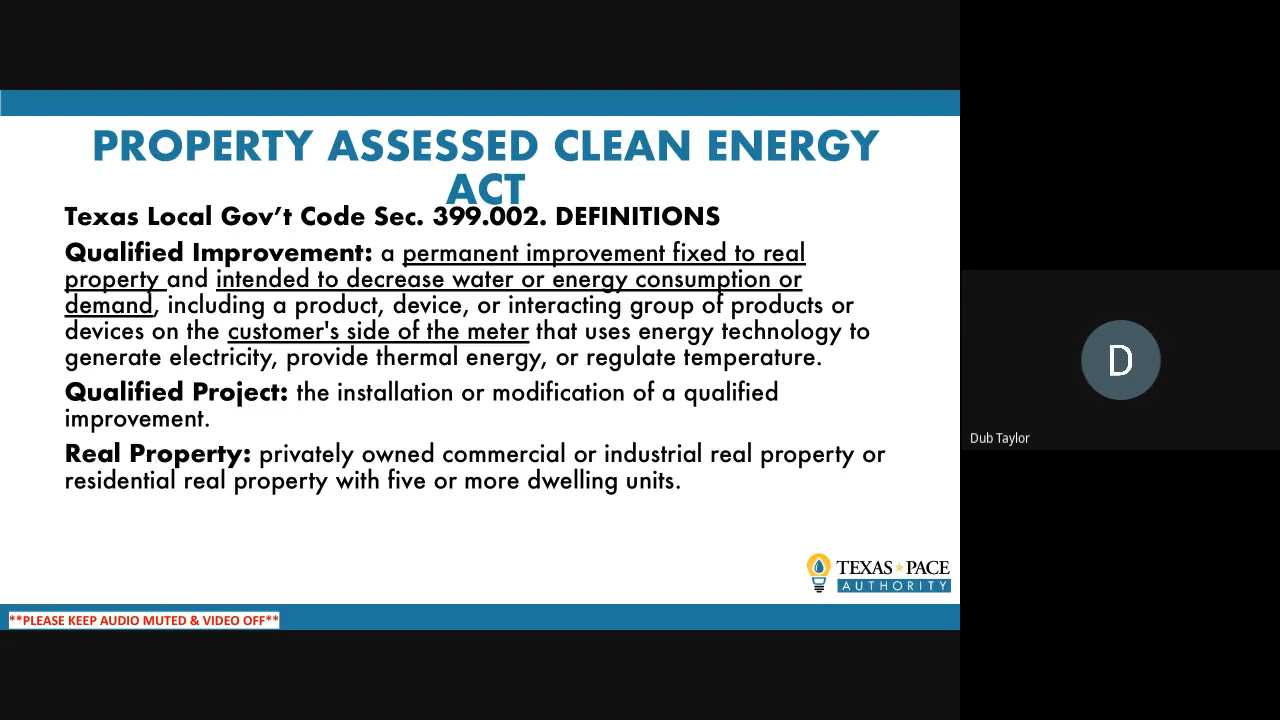 PROPERTY ASSESSED CLEAN ENERGY
ACT
Texas Local Gov’t Code Sec. 399.002. DEFINITIONS
Qualified Improvement: a permanent improvement fixed to real
property and intended to decrease water or energy consumption or
demand, including a product, device, or interacting group of products or
devices on the customer's side of the meter that uses energy technology to
generate electricity, provide thermal energy, or regulate temperature.
Qualified Project: the installation or modification of a qualified
improvement.
Real Property: privately owned commercial or industrial real property or
residential real property with five or more dwelling units.
TEXAS PACE
AUTHORITY
**PLEASE KEEP AUDIO MUTED & VIDEO OFF**
D
Dub Taylor